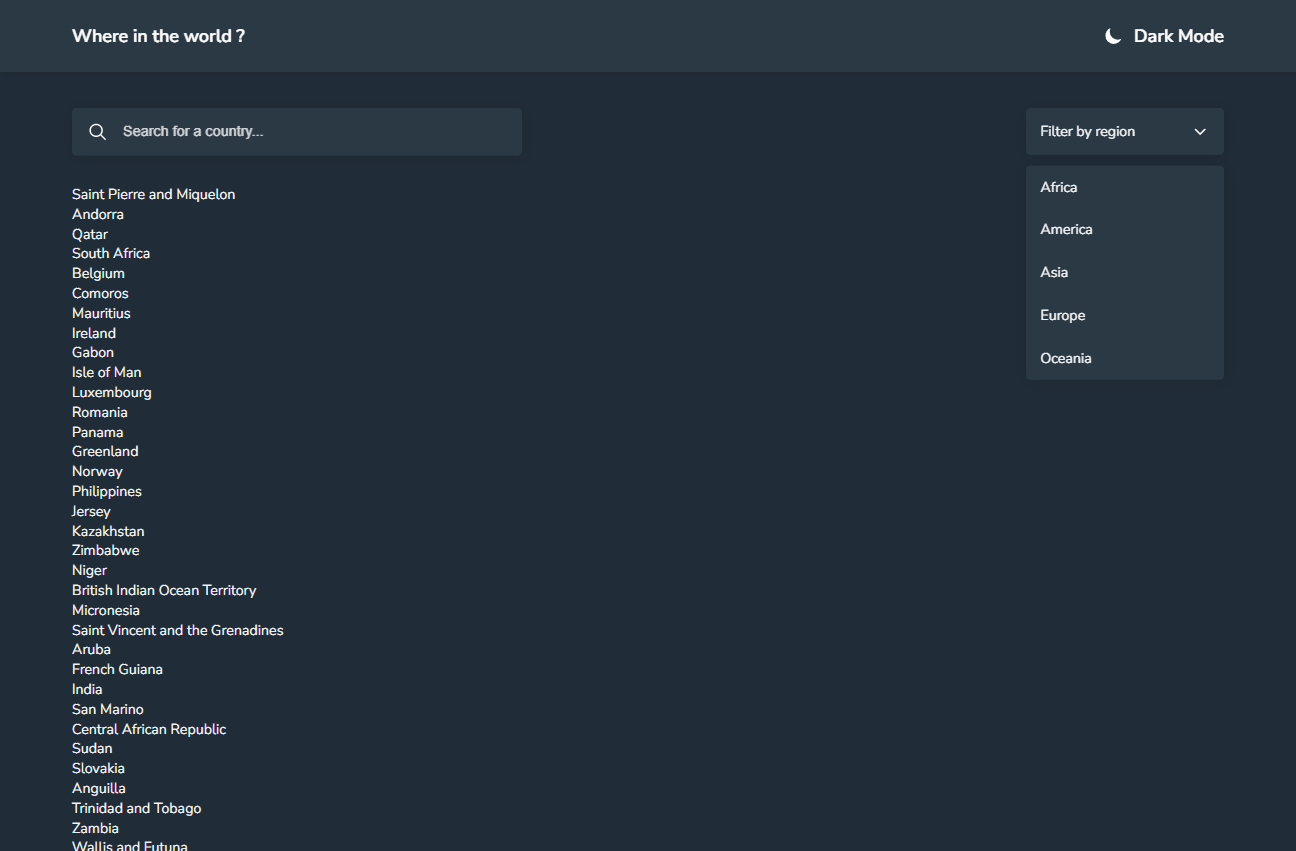 Where in the world ?
Dark Mode
Search for a country...
Filter by region
Saint Pierre and Miquelon
Andorra
Qatar
South Africa
Belgium
Comoros
Mauritius
Ireland
Gabon
Isle of Man
Luxembourg
Romania
Panama
Greenland
Norway
Philippines
Jersey
Kazakhstan
Zimbabwe
Niger
British Indian Ocean Territory
Micronesia
Saint Vincent and the Grenadines
Aruba
French Guiana
India
San Marino
Central African Republic
Sudan
Slovakia
Anguilla
Trinidad and Tobago
Zambia
Wallis and Futuna
Africa
America
Asia
Europe
Oceania